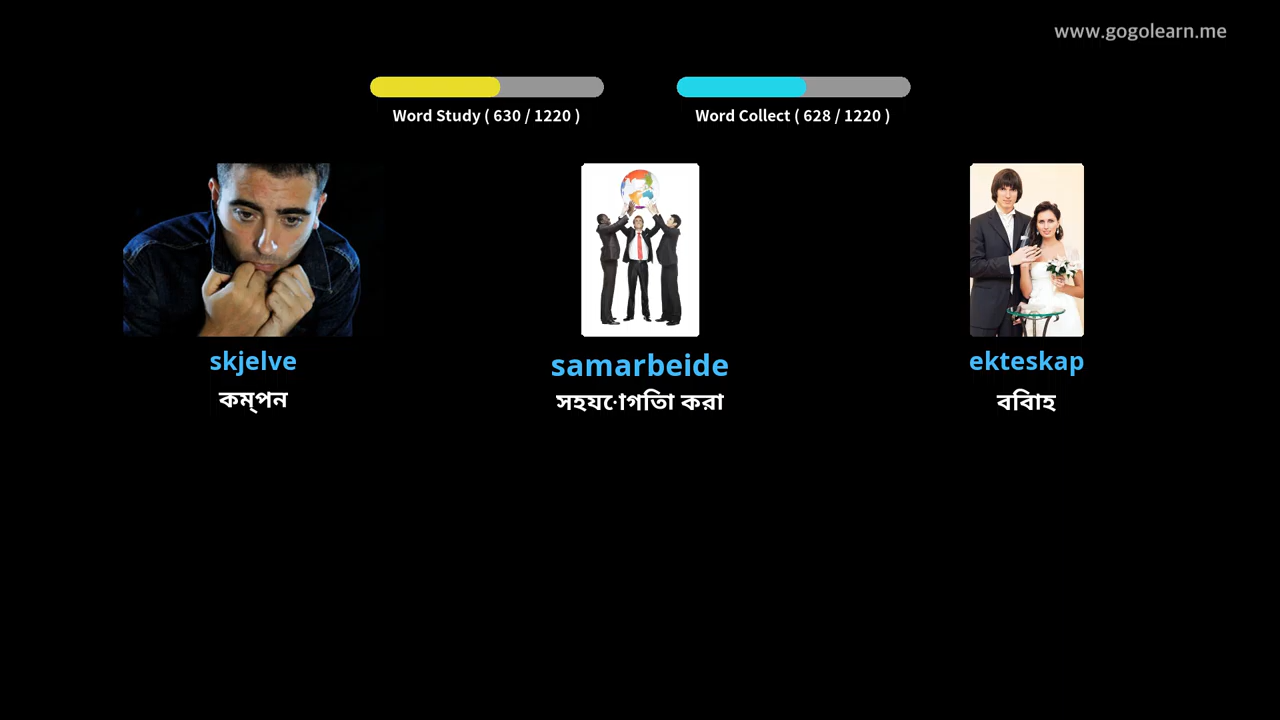 www.gogolearn.me
Word Study ( 630 / 1220 )
Word Collect ( 628 / 1220 )
skjelve
samarbeide
ekteskap
কম্পন
সহযোগিতা করা
বিবাহ